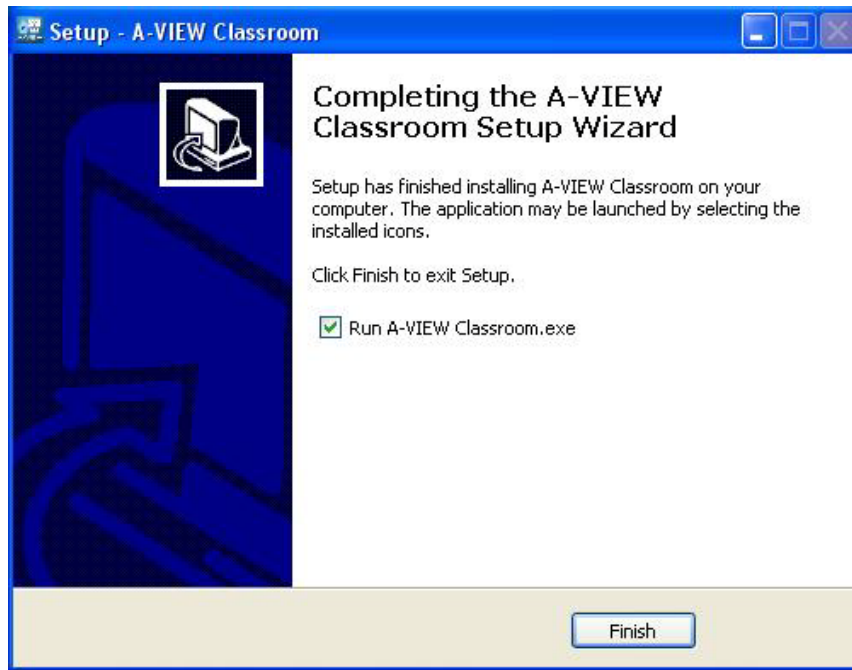 Setup - A-VIEW Classroom
Completing the A-VIEW
Classroom Setup Wizard
Setup has finished installing A-VIEW Classroom on your
computer. The application may be launched by selecting the
installed icons.
Click Finish to exit Setup.
Run A-VIEW Classroom.exe
Finish